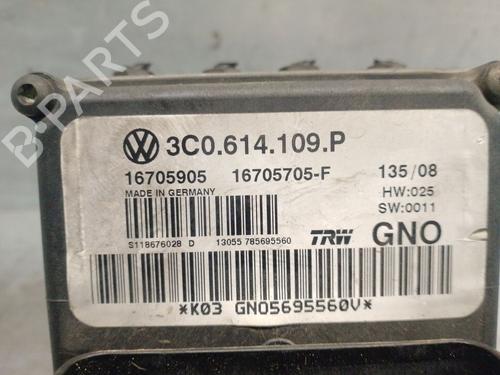 B-PARTS
3C0.614.109.P
16705905 16705705-F 135/08
MADE IN GERMANY HW:025
SW:0011
S118676028 D 13055 785695560 TRW GNO
*K03 GNO5695560V*